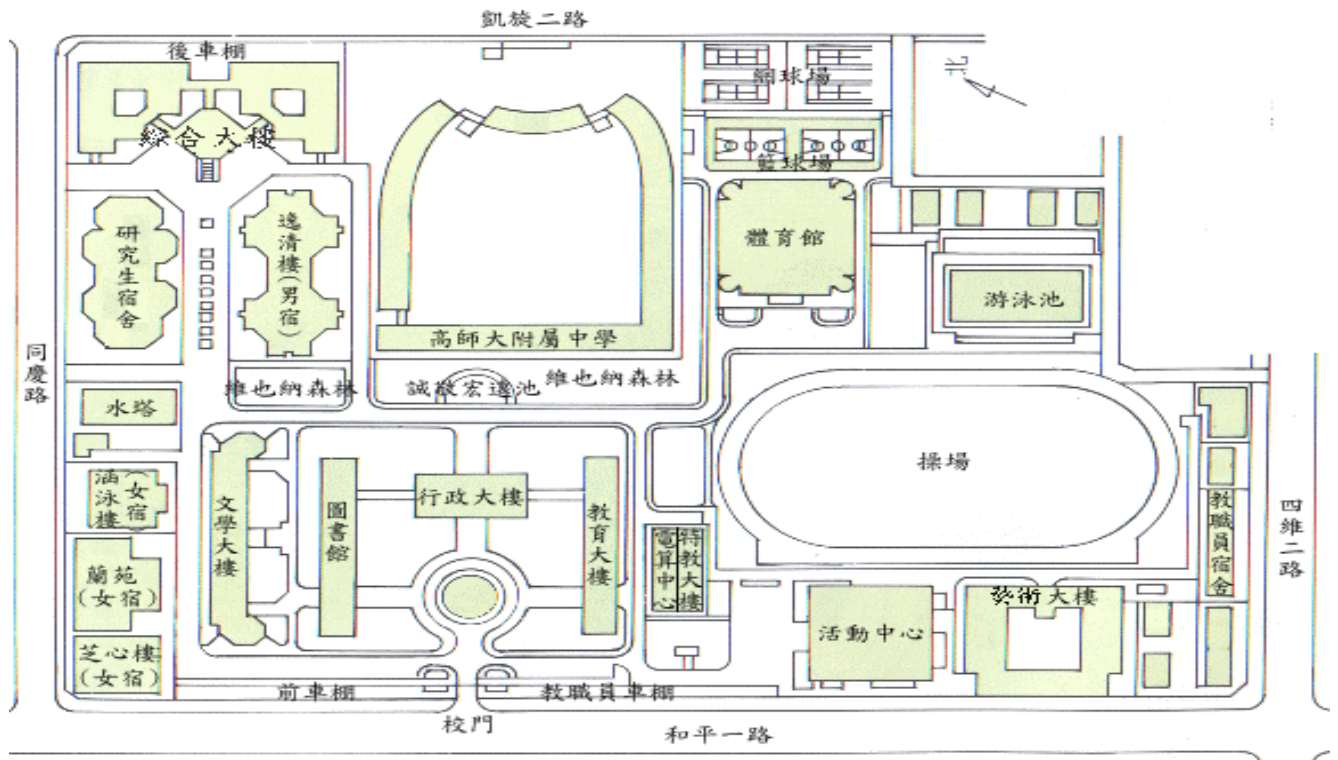 凱旋二路
後車棚
北
網球場
綜合大樓
籃球場
研究生宿舍
逸清樓(男宿)
體育館
游泳池
高師大附屬中學
同慶路
維也納森林
誠敬宏遠池
維也納森林
水塔
操場
涵泳樓(女宿)
文學大樓
圖書館
行政大樓
教育大樓
電算中心
特教大樓
教職員宿舍
四維二路
蘭苑
(女宿)
藝術大樓
活動中心
芝心樓
(女宿)
前車棚
教職員車棚
校門
和平一路